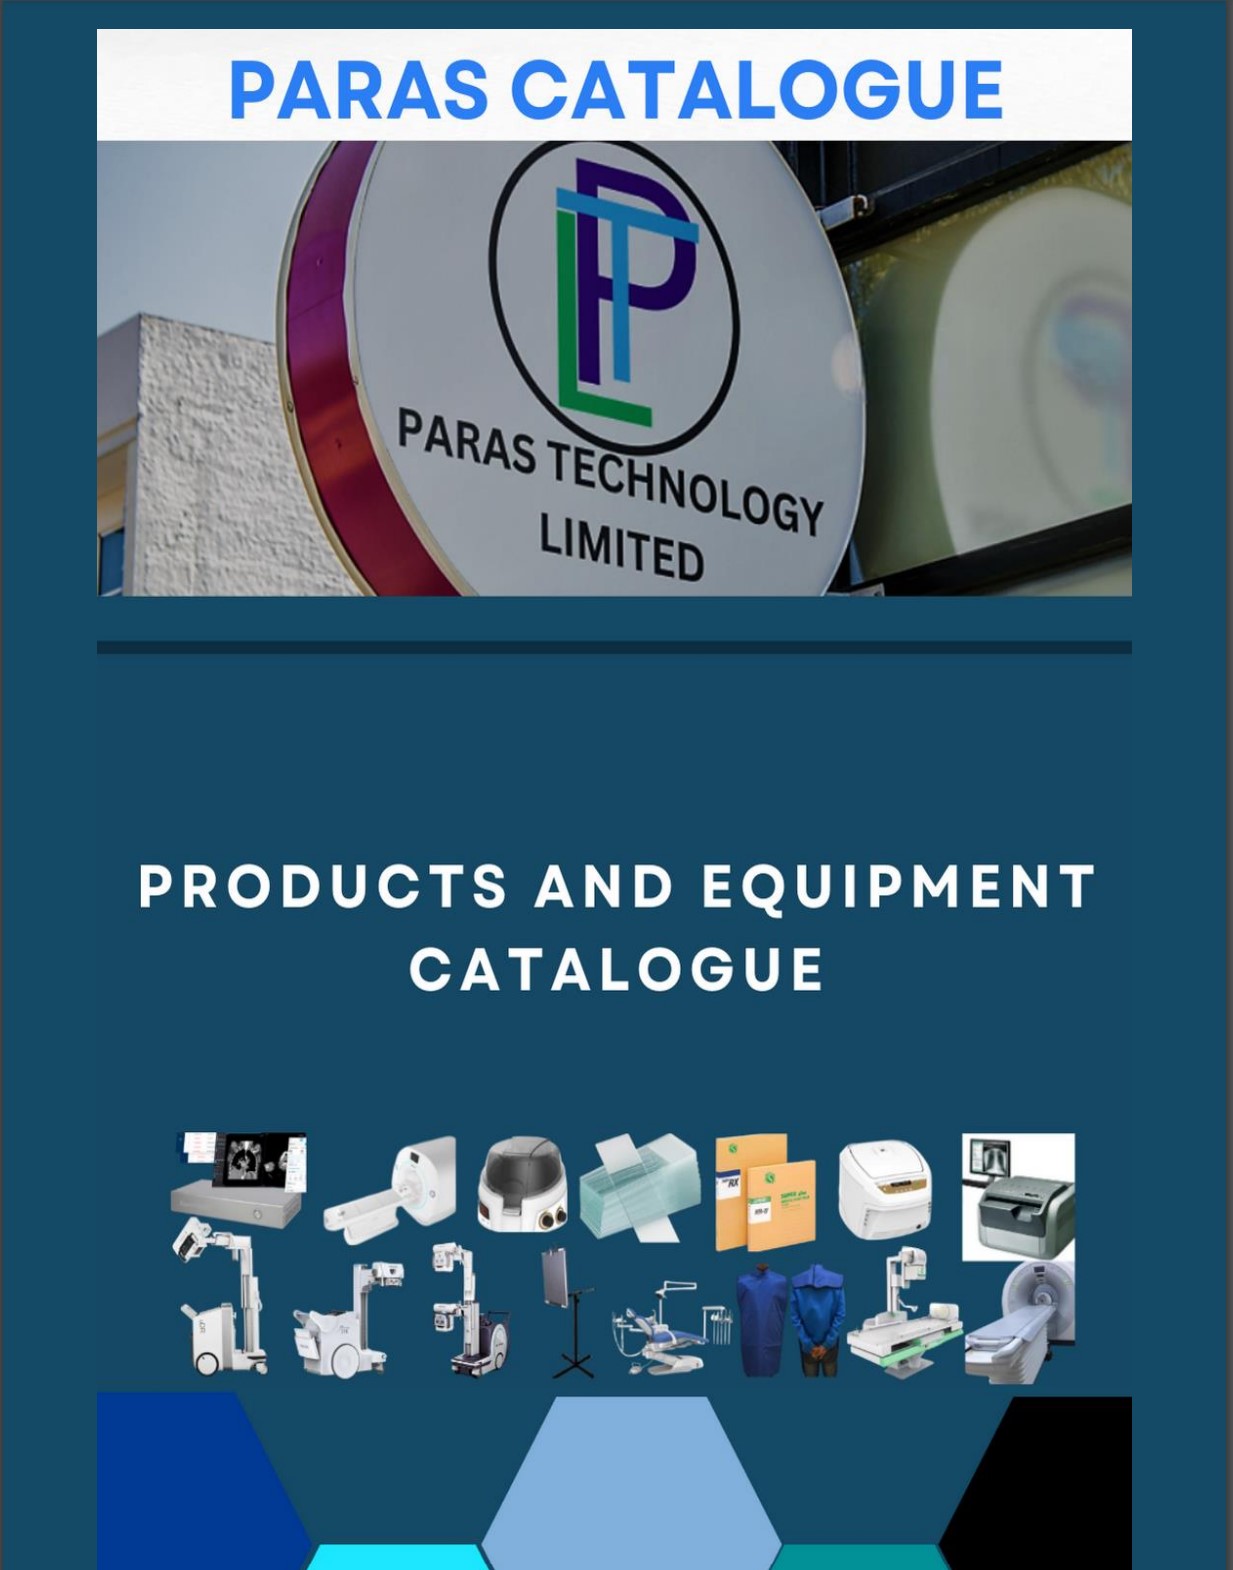 PARAS CATALOGUE
PARAS TECHNOLOGY
LIMITED
PRODUCTS AND EQUIPMENT
CATALOGUE